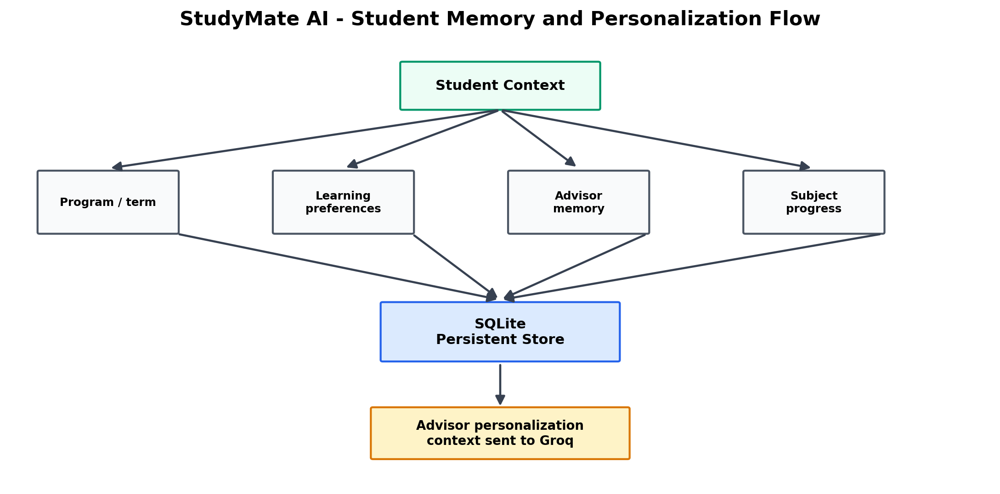 StudyMate AI - Student Memory and Personalization Flow
Student Context
Program / term
Learning
preferences
Advisor
memory
Subject
progress
SQLite
Persistent Store
Advisor personalization
context sent to Groq